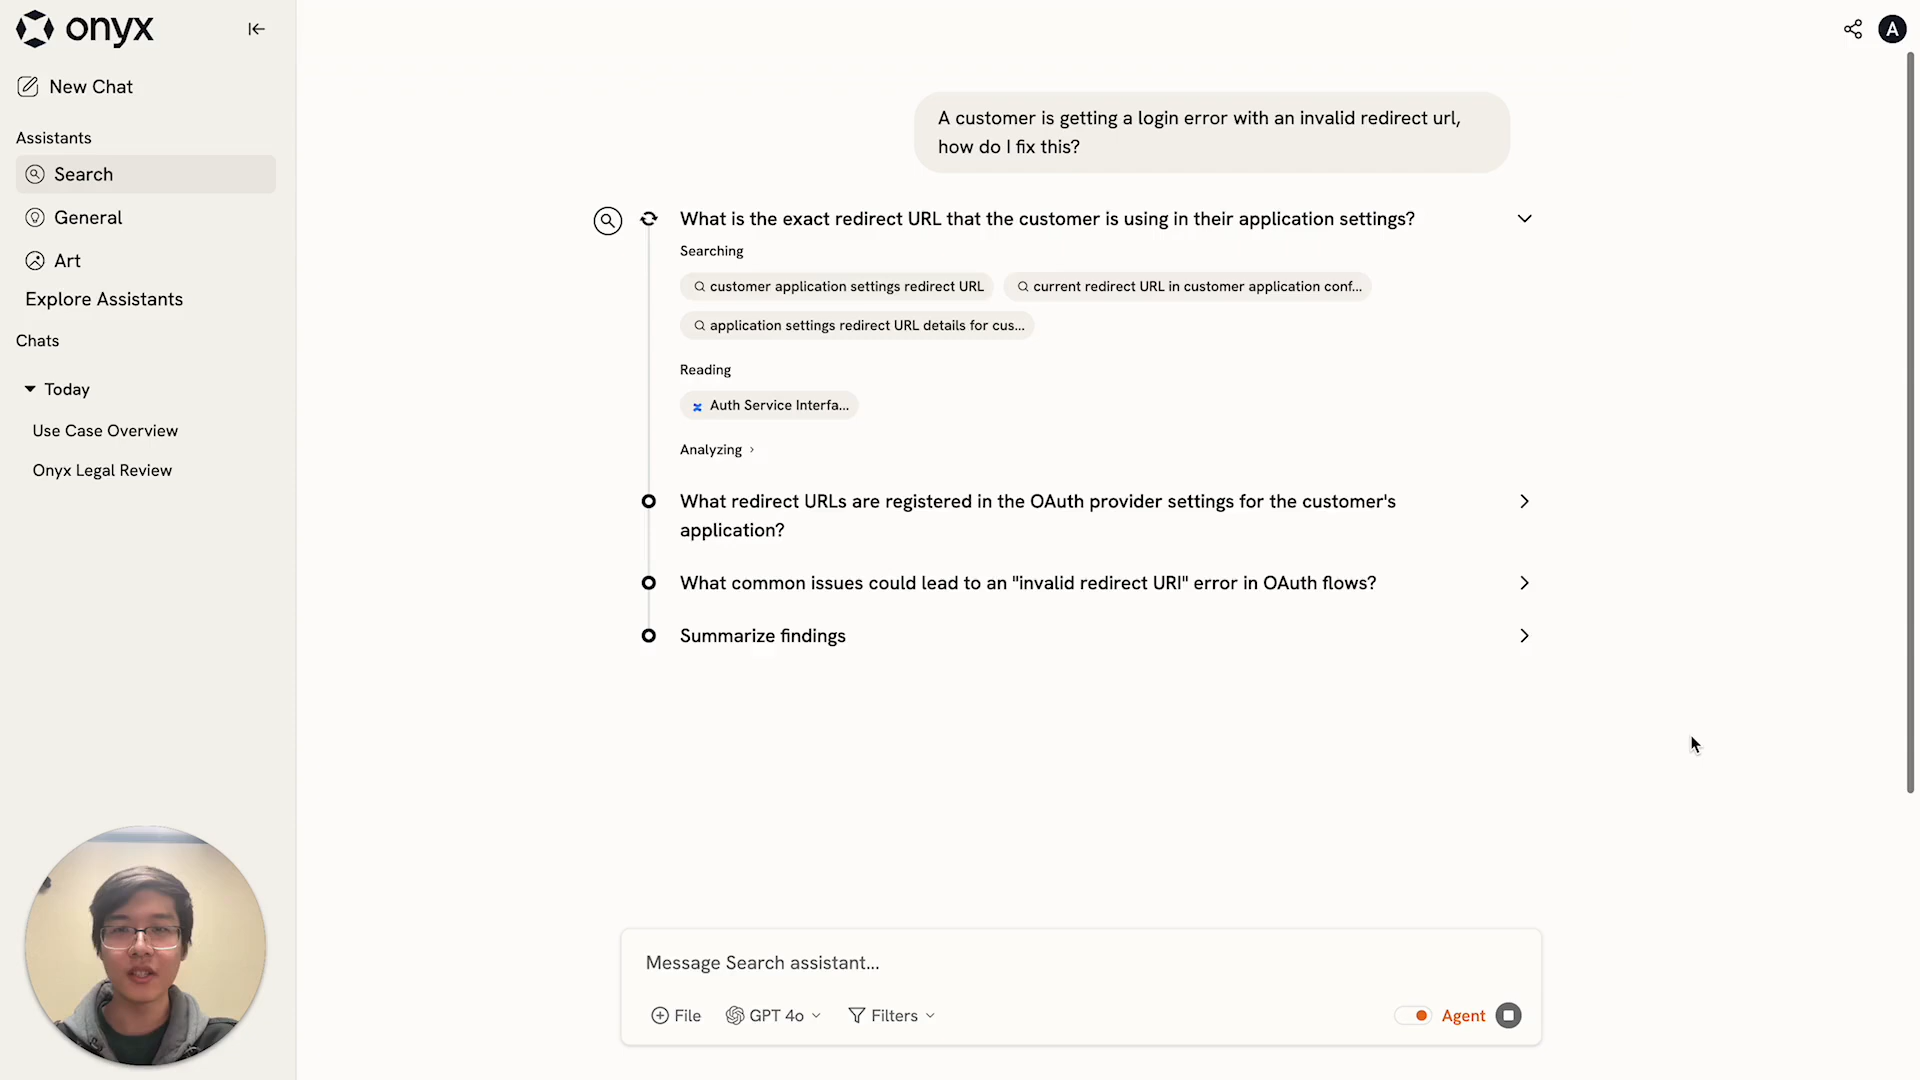 onyx
A
New Chat
Assistants
Search
General
Art
Explore Assistants
Chats
Today
Use Case Overview
Onyx Legal Review
A customer is getting a login error with an invalid redirect url,
how do I fix this?
What is the exact redirect URL that the customer is using in their application settings?
Searching
customer application settings redirect URL
current redirect URL in customer application conf...
application settings redirect URL details for cus...
Reading
Auth Service Interfa...
Analyzing
What redirect URLs are registered in the OAuth provider settings for the customer's
application?
What common issues could lead to an "invalid redirect URI" error in OAuth flows?
Summarize findings
Message Search assistant...
File
GPT 4o
Filters
Agent